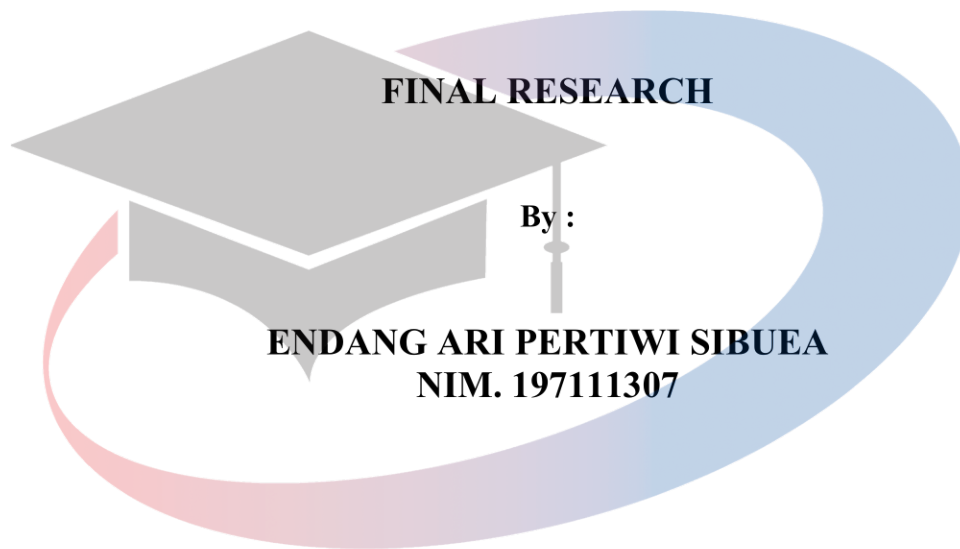 FINAL RESEARCH
By :
ENDANG ARI PERTIWI SIBUEA
NIM. 197111307